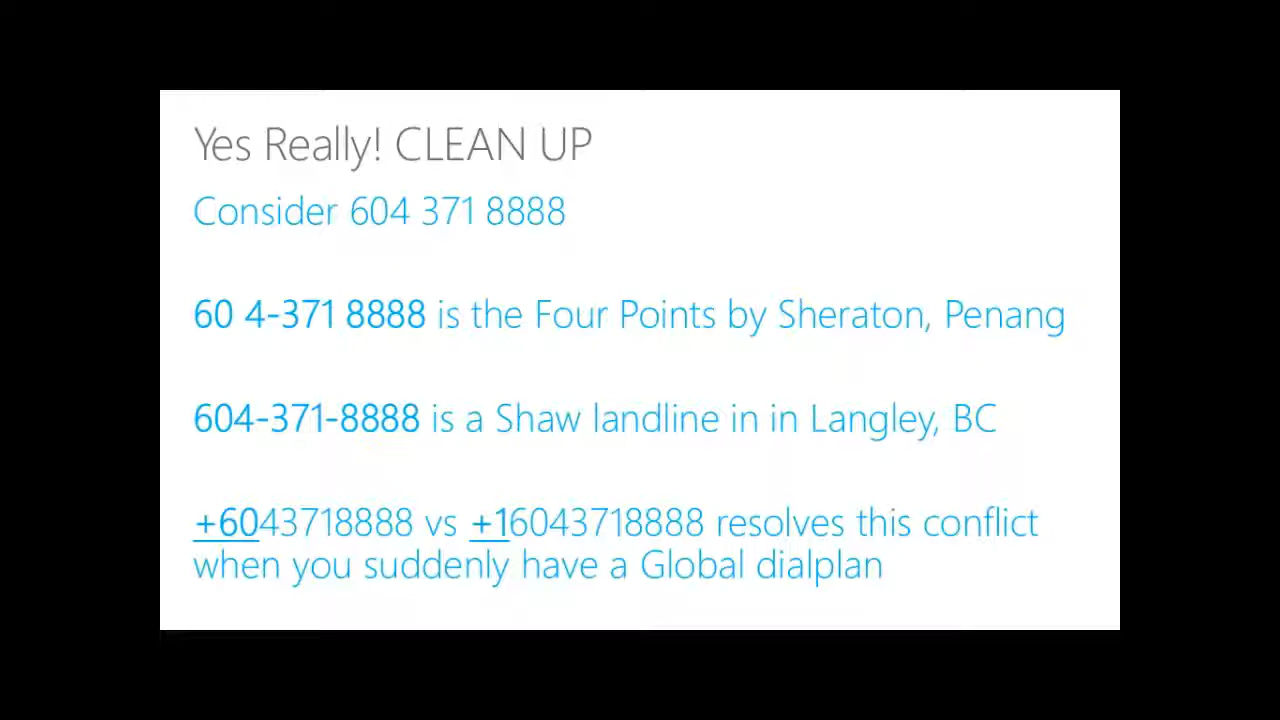 Yes Really! CLEAN UP
Consider 604 371 8888
60 4-371 8888 is the Four Points by Sheraton, Penang
604-371-8888 is a Shaw landline in in Langley, BC
+6043718888 vs +16043718888 resolves this conflict
when you suddenly have a Global dialplan